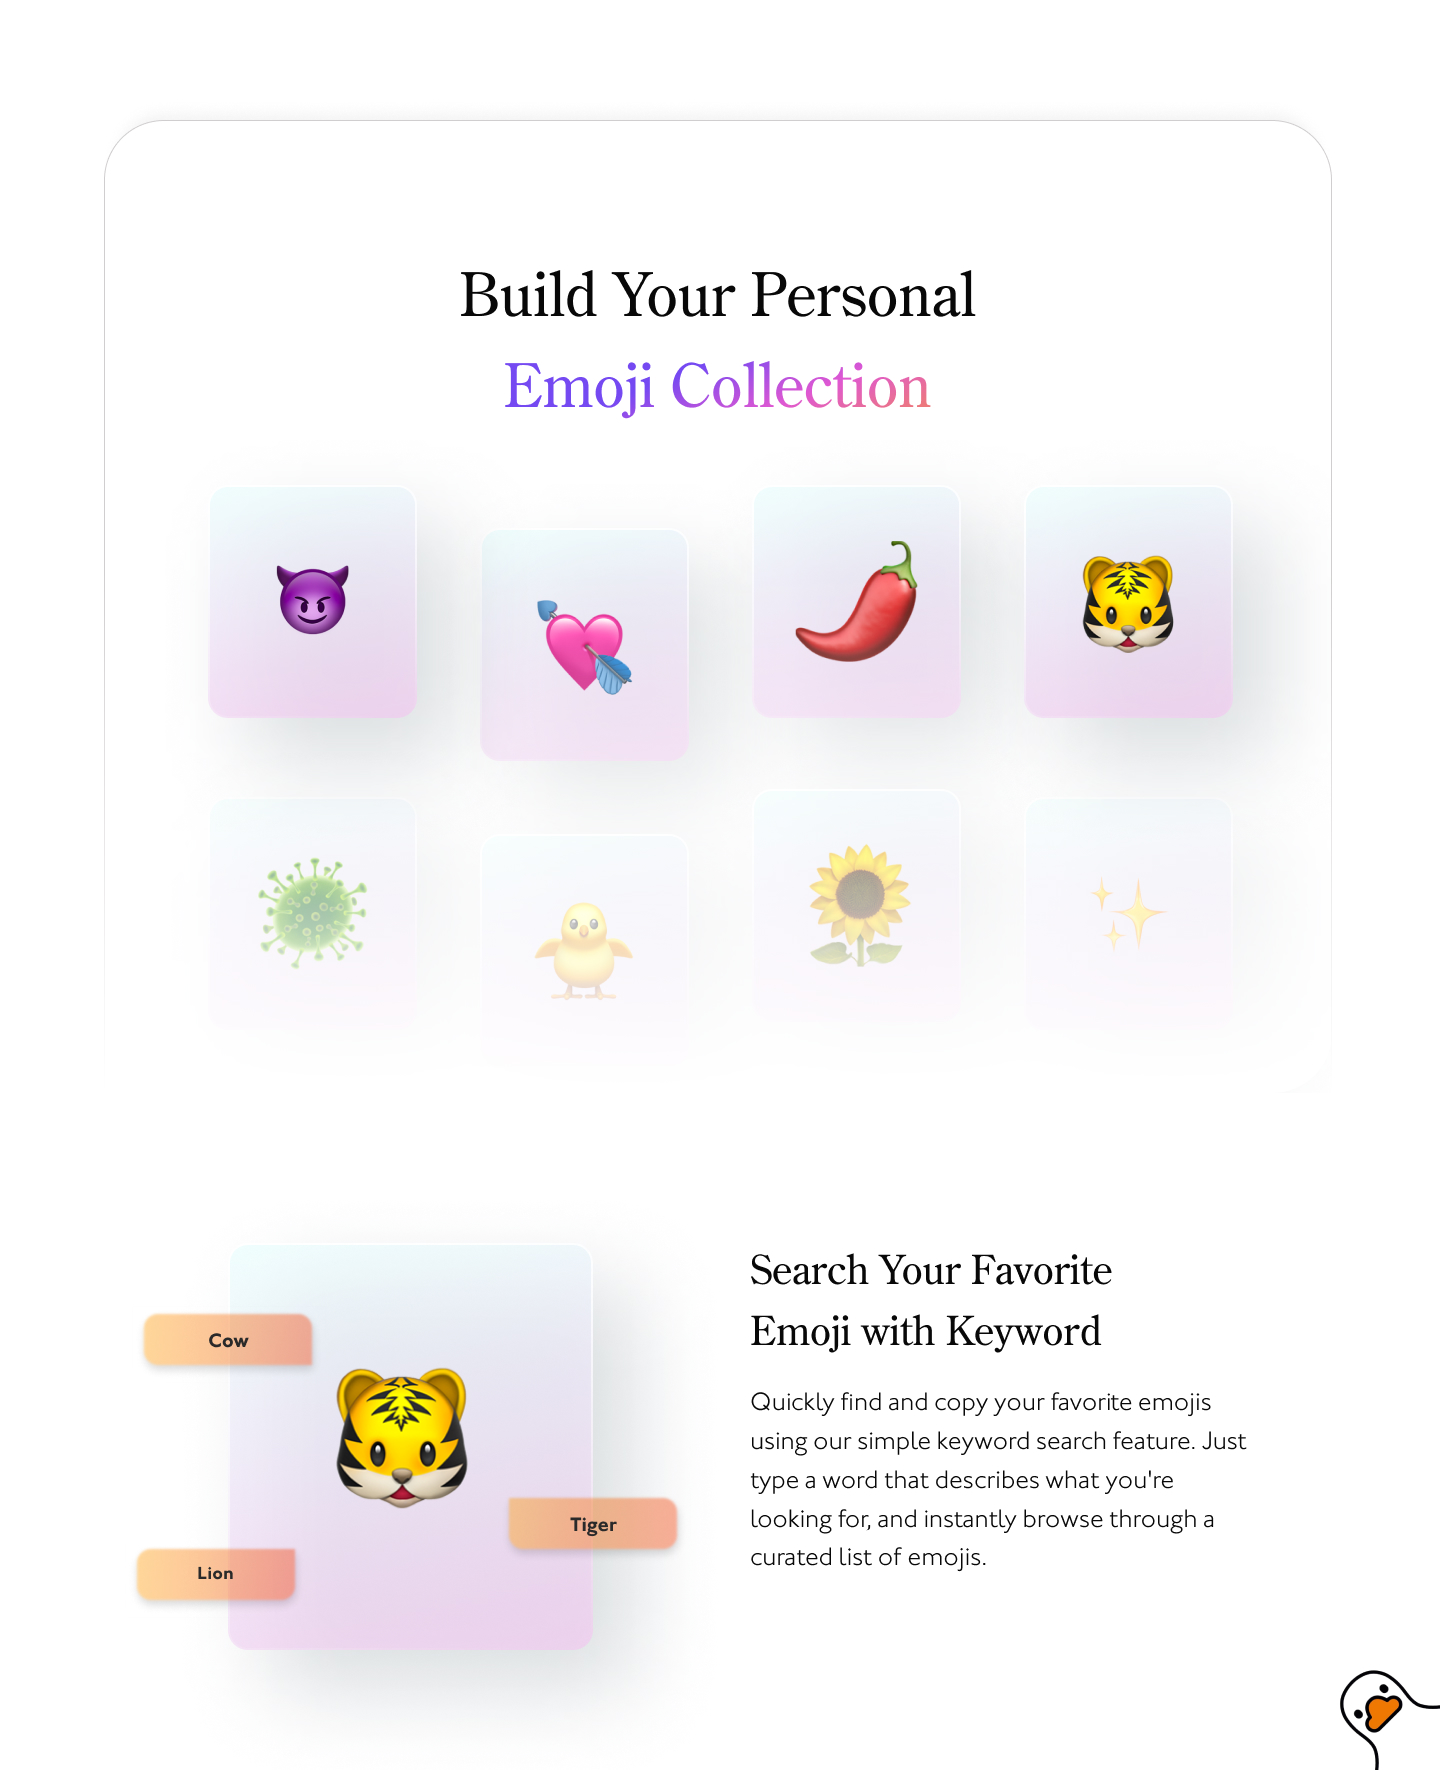 Build Your Personal
Emoji Collection
Cow
Tiger
Lion
Search Your Favorite
Emoji with Keyword
Quickly find and copy your favorite emojis
using our simple keyword search feature. Just
type a word that describes what you're
looking for, and instantly browse through a
curated list of emojis.